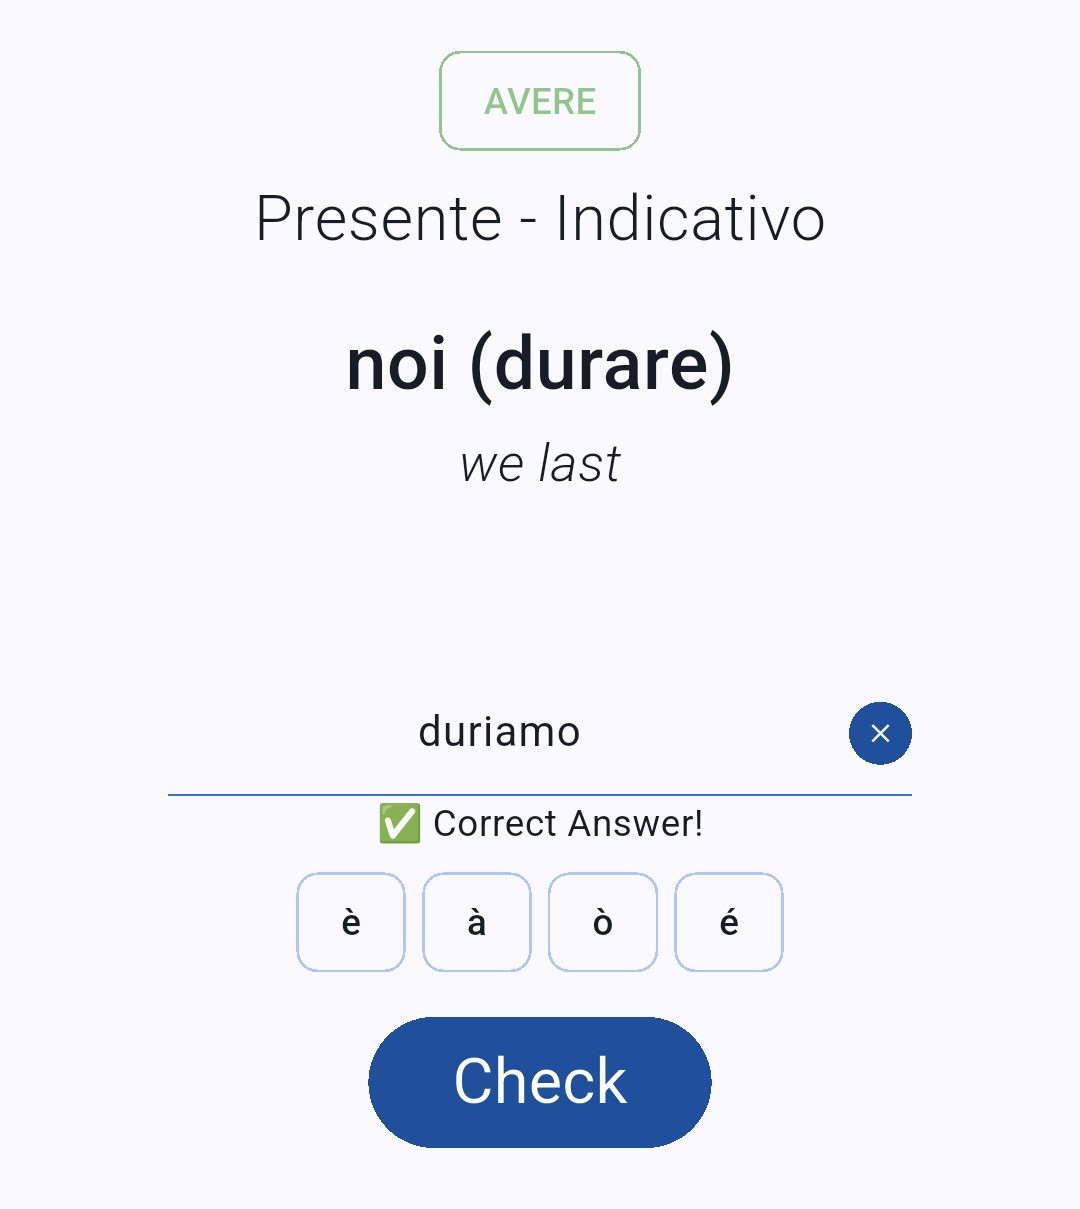 AVERE
Presente - Indicativo
noi (durare)
we last
duriamo
✅ Correct Answer!
è à ò é
Check